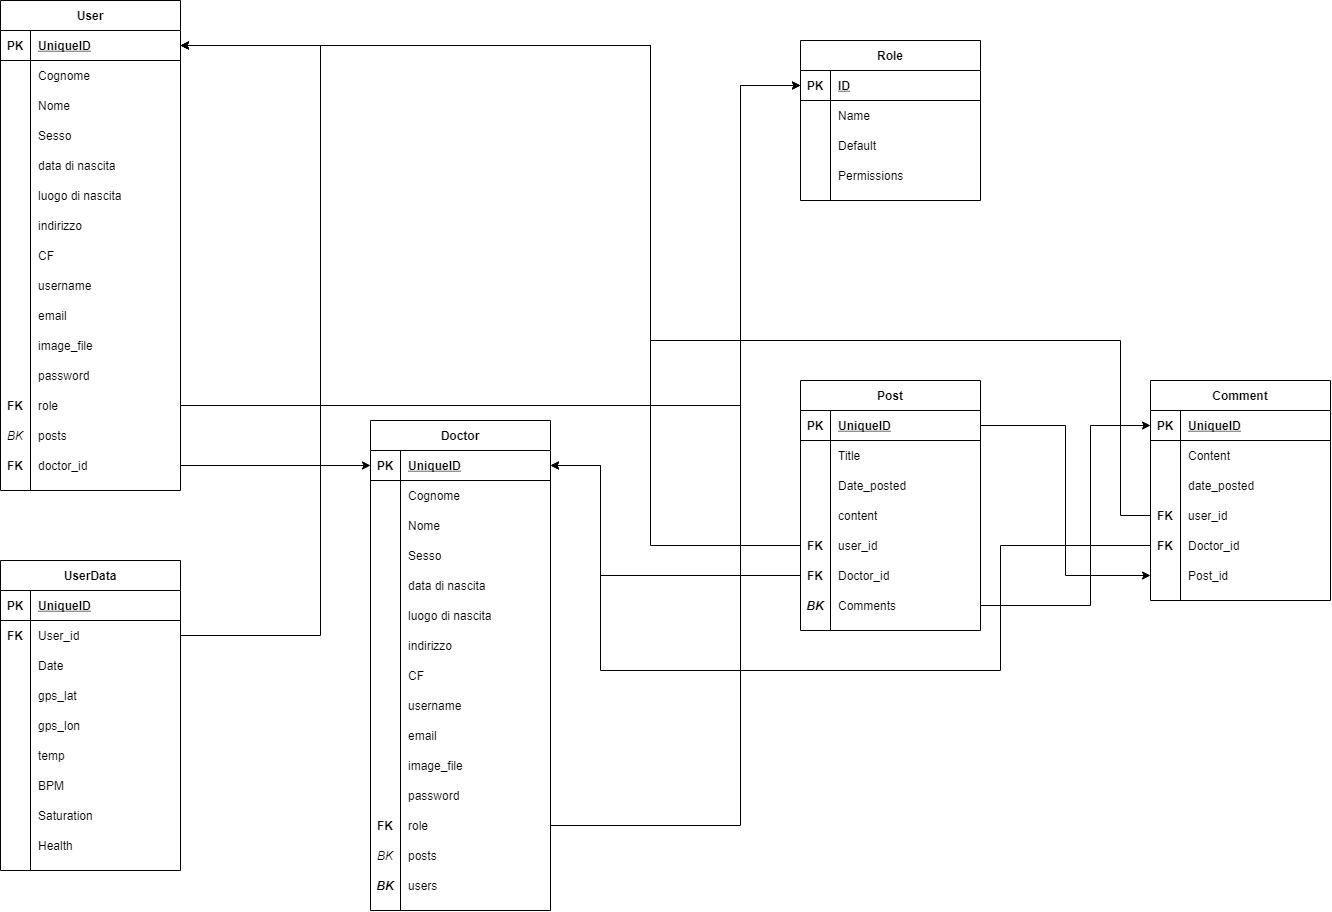 User
PK UniqueID
Cognome
Nome
Sesso
data di nascita
luogo di nascita
indirizzo
CF
username
email
image_file
password
FK role
BK posts
FK doctor_id
Role
PK ID
Name
Default
Permissions
UserData
PK UniqueID
FK User_id
Date
gps_lat
gps_lon
temp
BPM
Saturation
Health
Doctor
PK UniqueID
Cognome
Nome
Sesso
data di nascita
luogo di nascita
indirizzo
CF
username
email
image_file
password
FK role
BK posts
BK users
Post
PK UniqueID
Title
Date_posted
content
FK user_id
FK Doctor_id
BK Comments
Comment
PK UniqueID
Content
date_posted
FK user_id
FK Doctor_id
Post_id